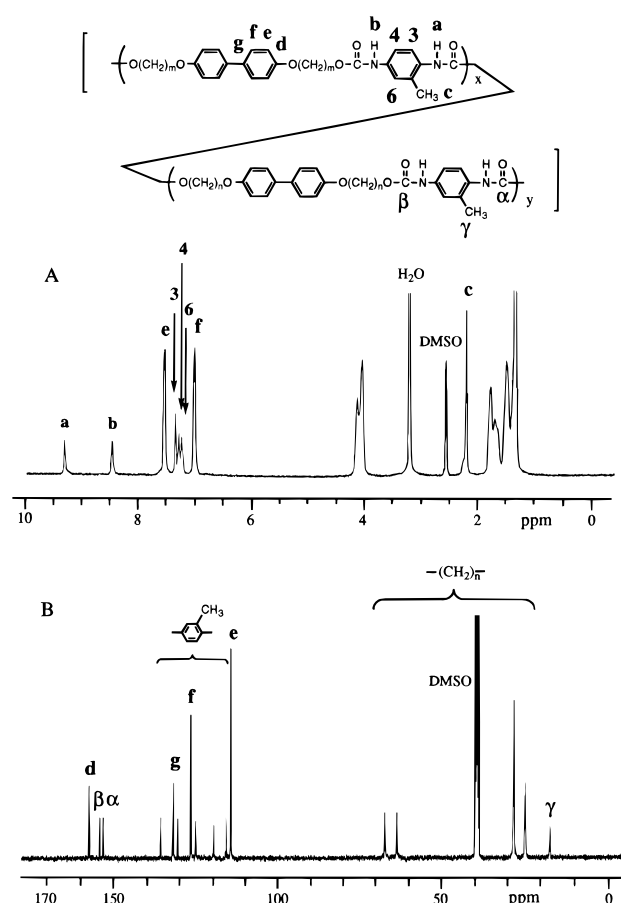 b a
g f e d
H 4 3 H
O O
O(CH₂)ₘO O(CH₂)ₘO C N N C
x
6 CH₃ c
O H H O
O(CH₂)ₙO O(CH₂)ₙO C N N C
y
β CH₃ α
γ
A
4
3
6
e f
a b
H₂O
DMSO
c
10 8 6 4 2 ppm 0
B
(CH₂)ₙ
CH₃
e
f
g
d
βα
DMSO
γ
170 150 100 50 ppm 0